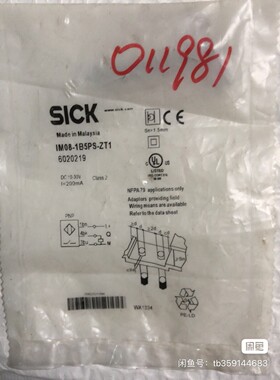 011981
SICK
www.sick.com
Made in Malaysia
IM08-1B5PS-ZT1
6020219
Sn=1.5mm
CE
DC 10-30V
I<200mA
Class 2
UL
LISTED
NFPA79 applications only
Adaptors providing field
Wiring means are available.
Refer to the data sheet
PNP
Q
闲鱼
闲鱼号：tb359144683